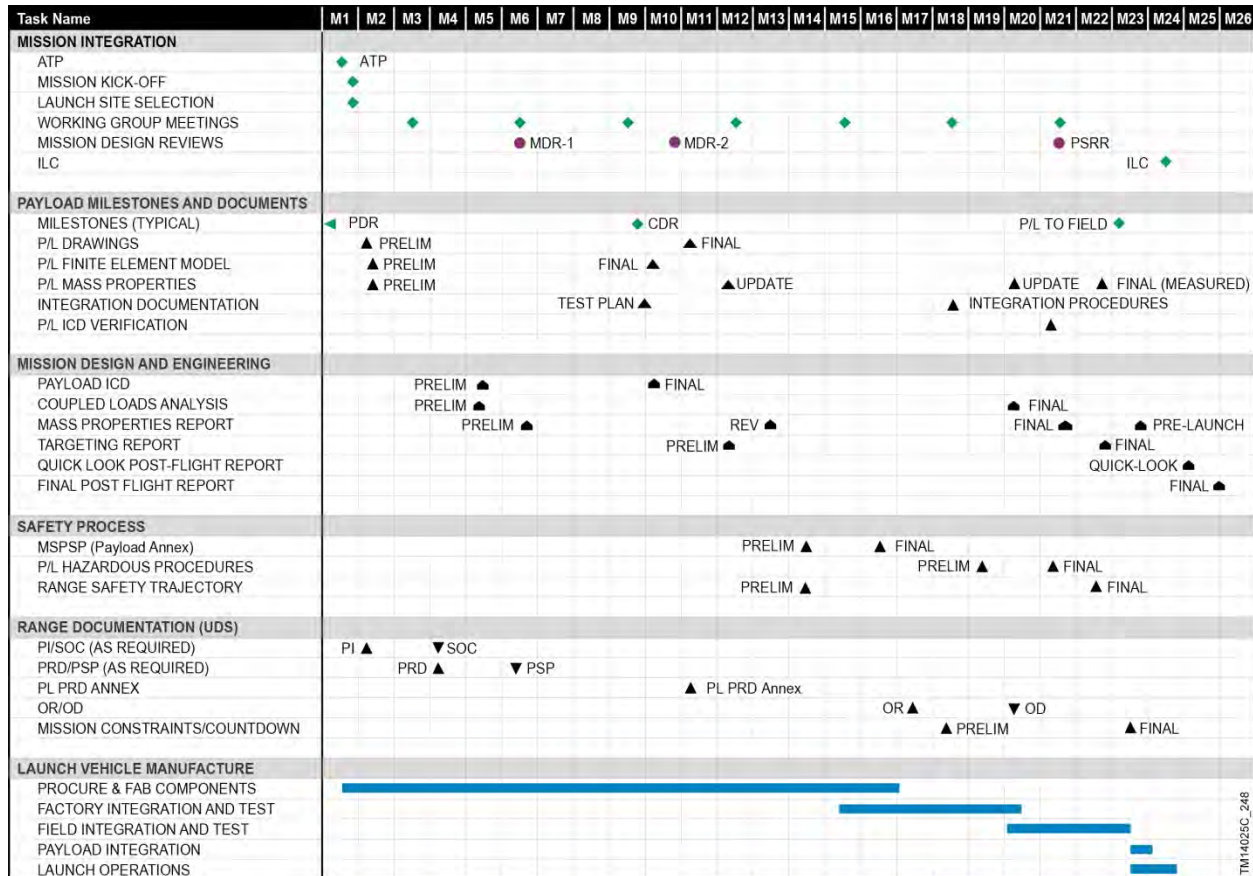 Task Name M1 M2 M3 M4 M5 M6 M7 M8 M9 M10 M11 M12 M13 M14 M15 M16 M17 M18 M19 M20 M21 M22 M23 M24 M25 M26
MISSION INTEGRATION
ATP ATP
MISSION KICK-OFF
LAUNCH SITE SELECTION
WORKING GROUP MEETINGS
MISSION DESIGN REVIEWS MDR-1 MDR-2 PSRR
ILC ILC
PAYLOAD MILESTONES AND DOCUMENTS
MILESTONES (TYPICAL) PDR CDR P/L TO FIELD
P/L DRAWINGS PRELIM FINAL
P/L FINITE ELEMENT MODEL PRELIM FINAL
P/L MASS PROPERTIES PRELIM UPDATE UPDATE FINAL (MEASURED)
INTEGRATION DOCUMENTATION TEST PLAN INTEGRATION PROCEDURES
P/L ICD VERIFICATION
MISSION DESIGN AND ENGINEERING
PAYLOAD ICD PRELIM FINAL
COUPLED LOADS ANALYSIS PRELIM FINAL
MASS PROPERTIES REPORT PRELIM REV FINAL PRE-LAUNCH
TARGETING REPORT PRELIM FINAL
QUICK LOOK POST-FLIGHT REPORT QUICK-LOOK
FINAL POST FLIGHT REPORT FINAL
SAFETY PROCESS
MSPSP (Payload Annex) PRELIM FINAL
P/L HAZARDOUS PROCEDURES PRELIM FINAL
RANGE SAFETY TRAJECTORY PRELIM FINAL
RANGE DOCUMENTATION (UDS)
PI/SOC (AS REQUIRED) PI SOC
PRD/PSP (AS REQUIRED) PRD PSP
PL PRD ANNEX PL PRD Annex
OR/OD OR OD
MISSION CONSTRAINTS/COUNTDOWN PRELIM FINAL
LAUNCH VEHICLE MANUFACTURE
PROCURE & FAB COMPONENTS
FACTORY INTEGRATION AND TEST
FIELD INTEGRATION AND TEST
PAYLOAD INTEGRATION
LAUNCH OPERATIONS
TM14025C_248